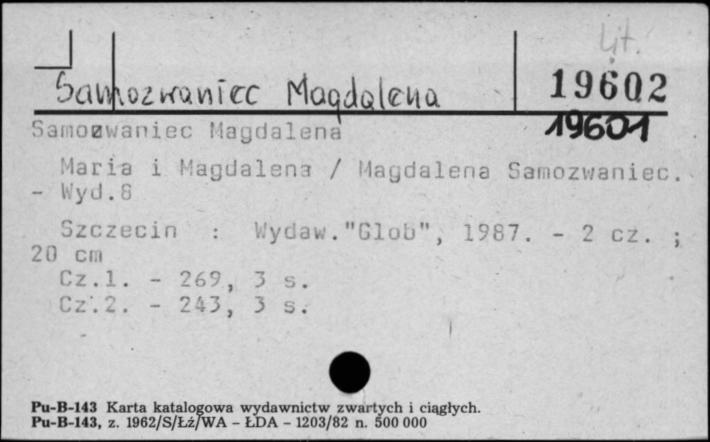 Lit.
Samozwaniec Magdalena 19602
19601
Samozwaniec Magdalena
Maria i Magdalena / Magdalena Samozwaniec.
- Wyd.8
Szczecin : Wydaw."Glob", 1987. - 2 cz. ;
20 cm
Cz.1. - 269, 3 s.
Cz.2. - 243, 3 s.
Pu-B-143 Karta katalogowa wydawnictw zwartych i ciągłych.
Pu-B-143, z. 1962/S/Łź/WA - ŁDA - 1203/82 n. 500 000